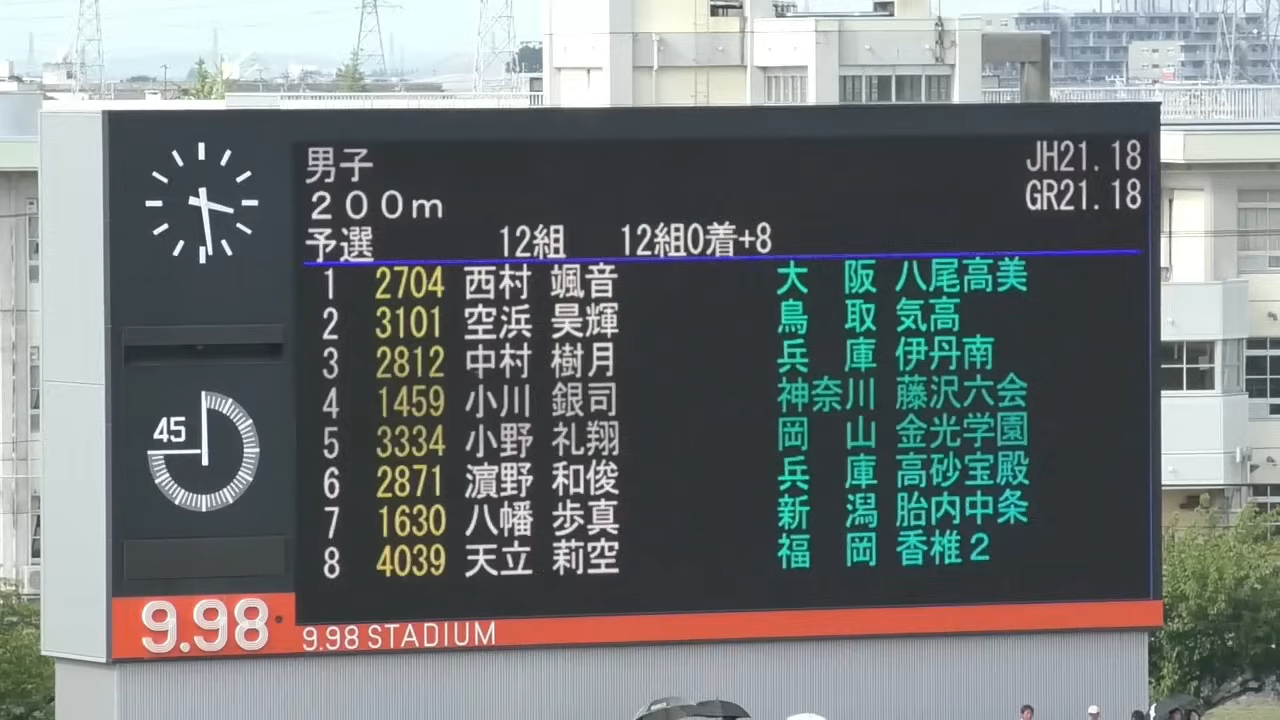 男子 JH21.18
200m GR21.18
予選 12組 12組0着+8
1 2704 西村 颯音 大阪 八尾高美
2 3101 空浜 昊輝 鳥取 気高
3 2812 中村 樹月 兵庫 伊丹南
4 1459 小川 銀司 神奈川 藤沢六会
5 3334 小野 礼翔 岡山 金光学園
6 2871 濵野 和俊 兵庫 高砂宝殿
7 1630 八幡 歩真 新潟 胎内中条
8 4039 天立 莉空 福岡 香椎2
45
9.98 9.98 STADIUM